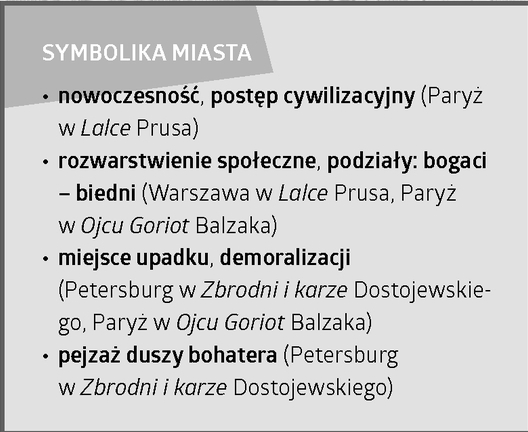 SYMBOLIKA MIASTA
• nowoczesność, postęp cywilizacyjny (Paryż
w Lalce Prusa)
• rozwarstwienie społeczne, podziały: bogaci
– biedni (Warszawa w Lalce Prusa, Paryż
w Ojcu Goriot Balzaka)
• miejsce upadku, demoralizacji
(Petersburg w Zbrodni i karze Dostojewskie-
go, Paryż w Ojcu Goriot Balzaka)
• pejzaż duszy bohatera (Petersburg
w Zbrodni i karze Dostojewskiego)